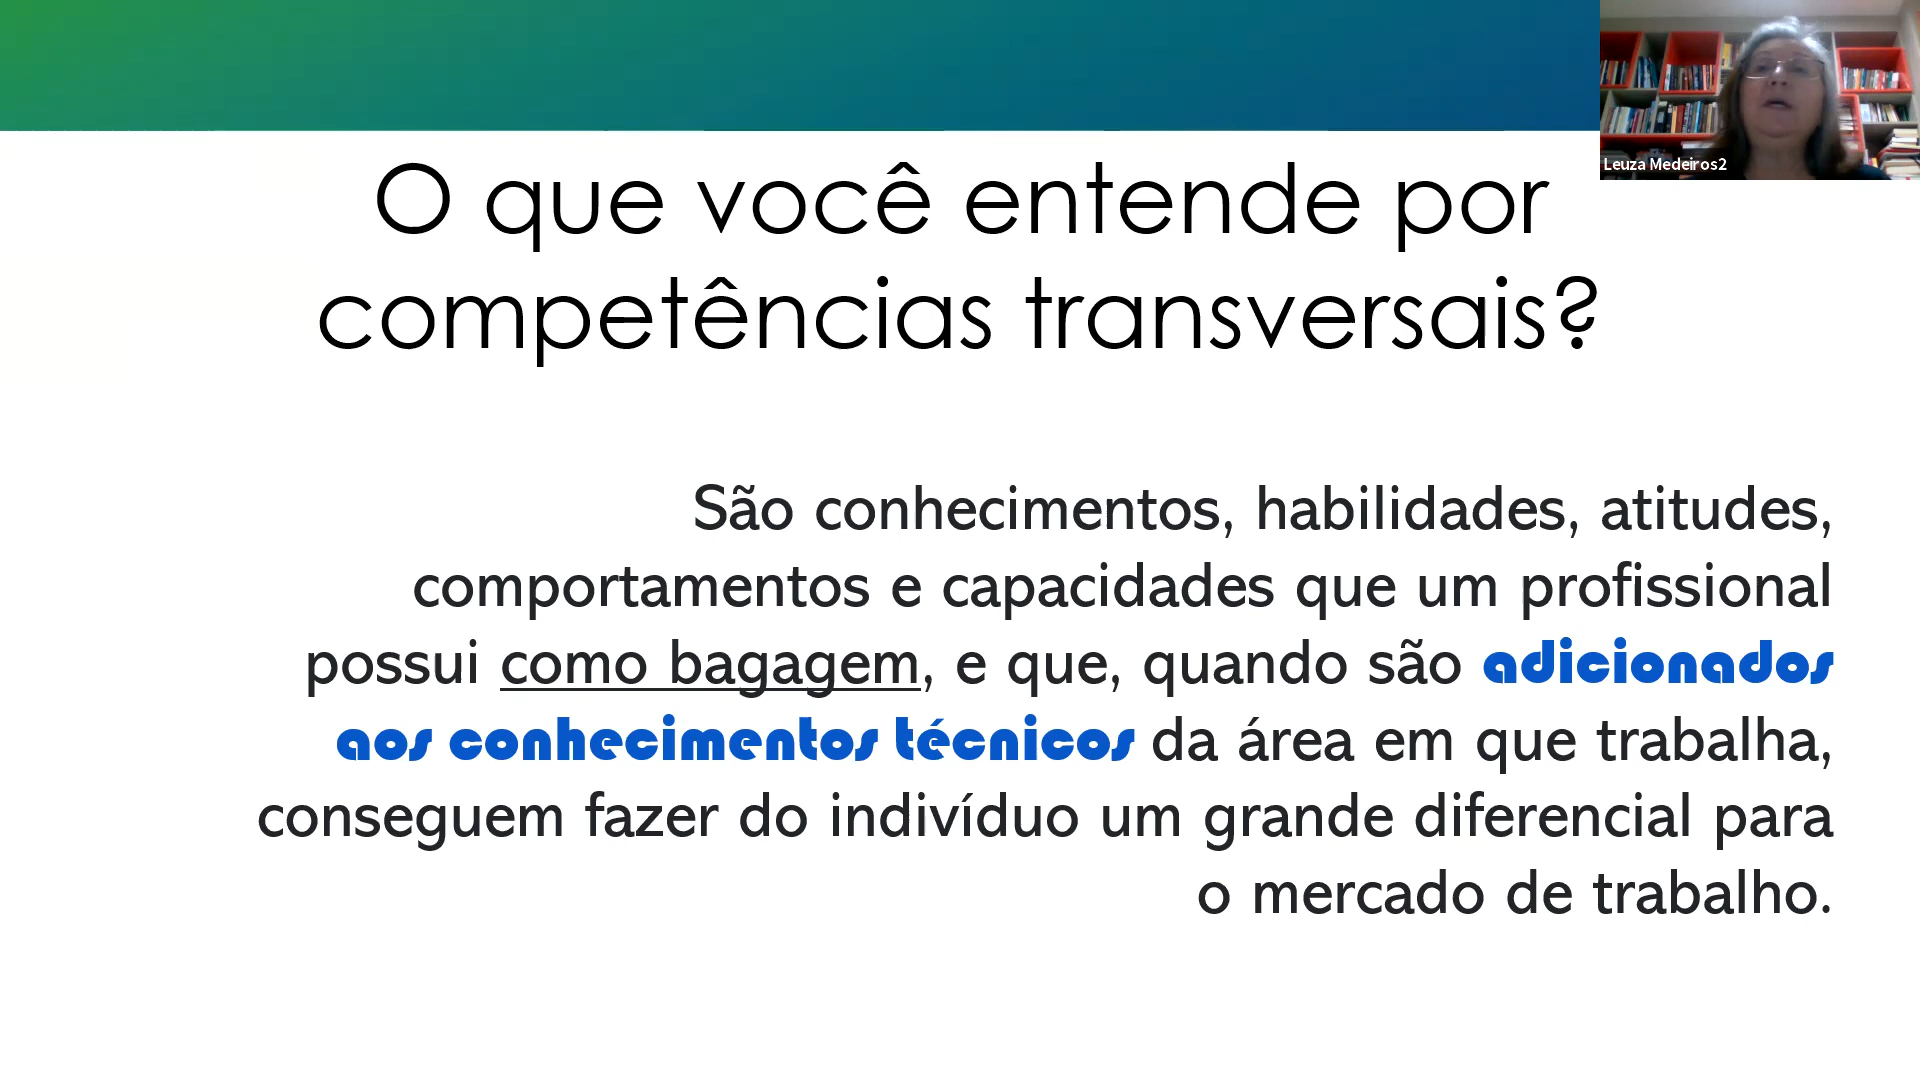 Leuza Medeiros2
O que você entende por
competências transversais?
São conhecimentos, habilidades, atitudes,
comportamentos e capacidades que um profissional
possui como bagagem, e que, quando são adicionados
aos conhecimentos técnicos da área em que trabalha,
conseguem fazer do indivíduo um grande diferencial para
o mercado de trabalho.